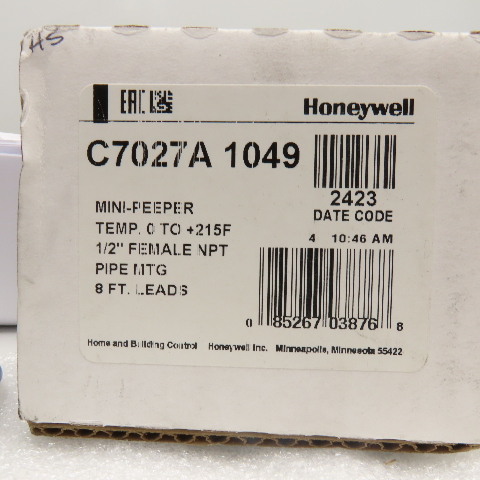 HS
EAC
Honeywell
C7027A 1049
2423
DATE CODE
MINI-PEEPER
TEMP. 0 TO +215F
1/2" FEMALE NPT
PIPE MTG
8 FT. LEADS
4 10:46 AM
0 85267 03876 8
Home and Building Control Honeywell Inc. Minneapolis, Minnesota 55422